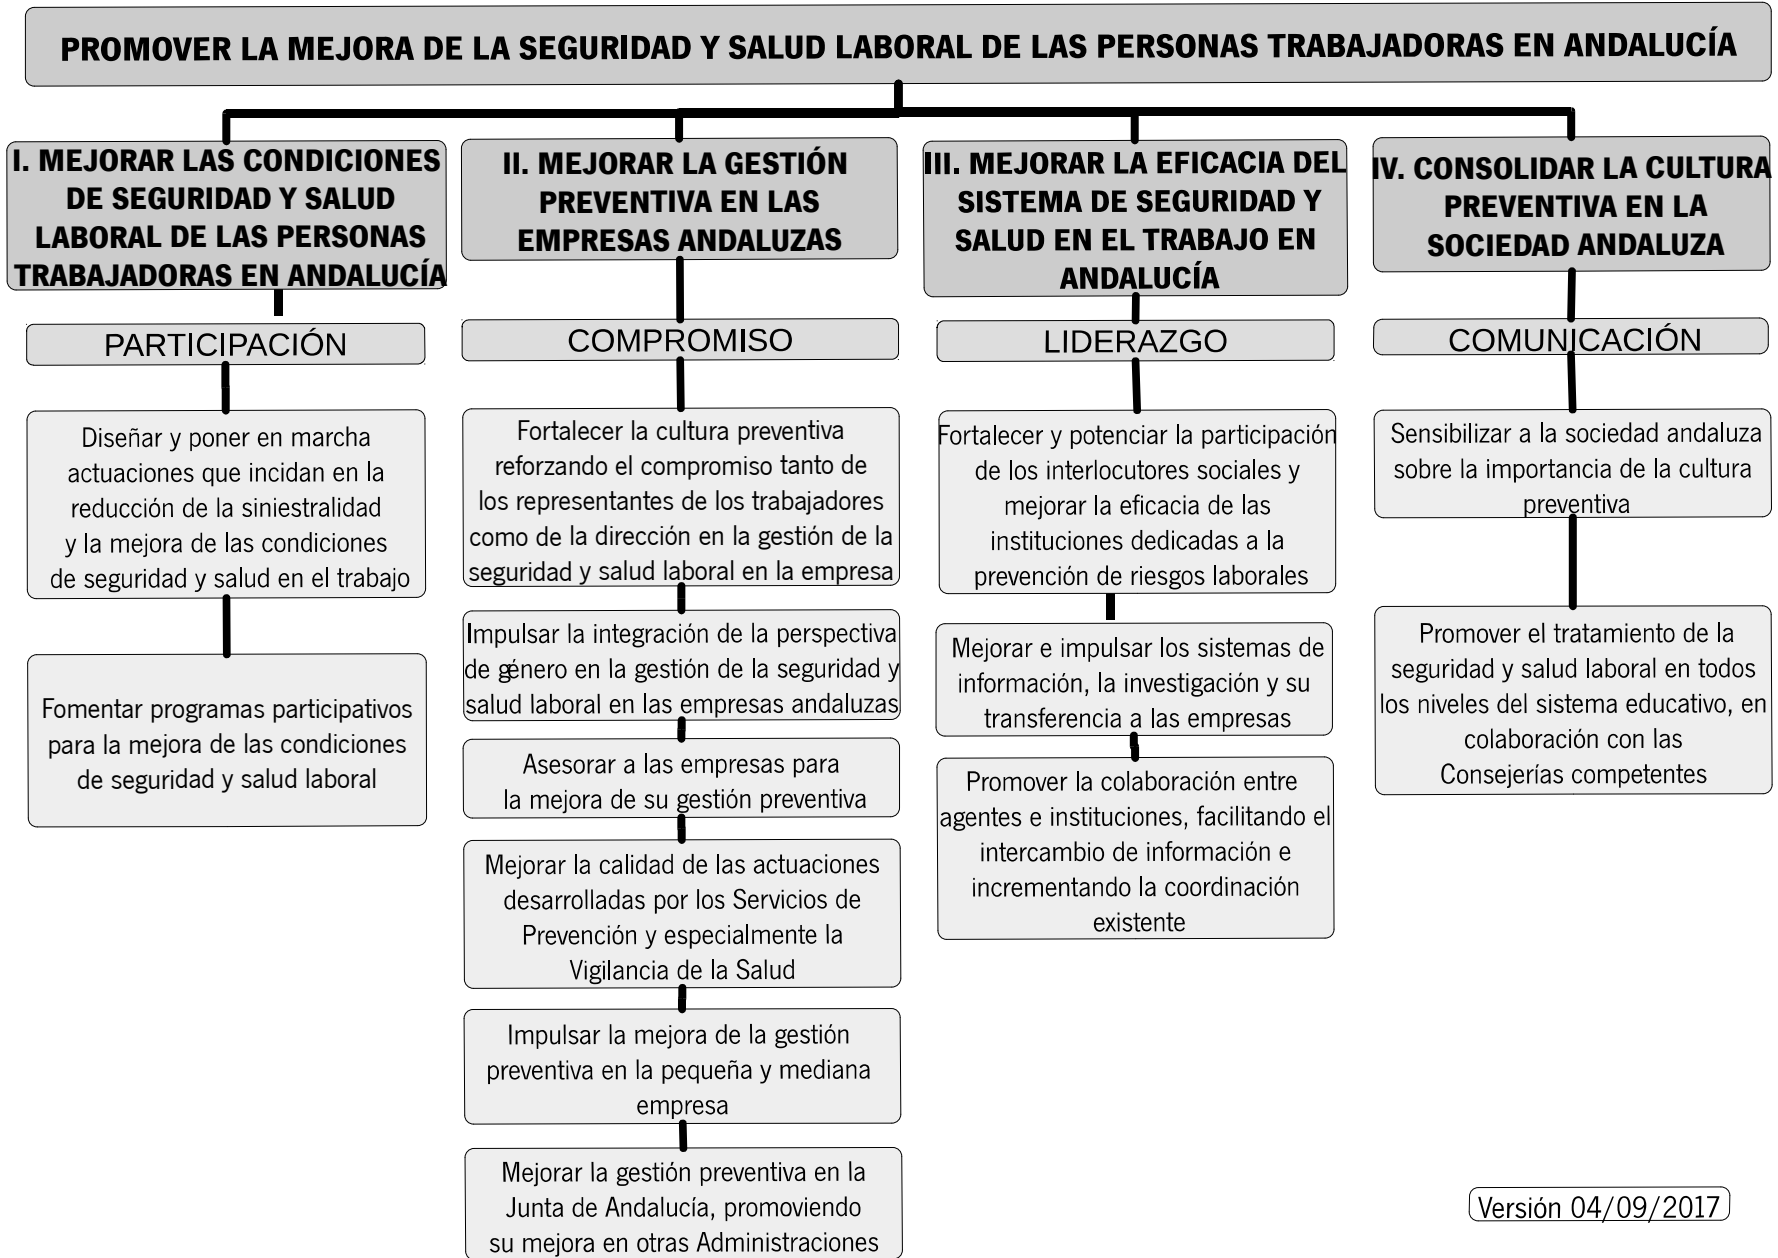 PROMOVER LA MEJORA DE LA SEGURIDAD Y SALUD LABORAL DE LAS PERSONAS TRABAJADORAS EN ANDALUCÍA
I. MEJORAR LAS CONDICIONES
DE SEGURIDAD Y SALUD
LABORAL DE LAS PERSONAS
TRABAJADORAS EN ANDALUCÍA
PARTICIPACIÓN
Diseñar y poner en marcha
actuaciones que incidan en la
reducción de la siniestralidad
y la mejora de las condiciones
de seguridad y salud en el trabajo
Fomentar programas participativos
para la mejora de las condiciones
de seguridad y salud laboral
II. MEJORAR LA GESTIÓN
PREVENTIVA EN LAS
EMPRESAS ANDALUZAS
COMPROMISO
Fortalecer la cultura preventiva
reforzando el compromiso tanto de
los representantes de los trabajadores
como de la dirección en la gestión de la
seguridad y salud laboral en la empresa
Impulsar la integración de la perspectiva
de género en la gestión de la seguridad y
salud laboral en las empresas andaluzas
Asesorar a las empresas para
la mejora de su gestión preventiva
Mejorar la calidad de las actuaciones
desarrolladas por los Servicios de
Prevención y especialmente la
Vigilancia de la Salud
Impulsar la mejora de la gestión
preventiva en la pequeña y mediana
empresa
Mejorar la gestión preventiva en la
Junta de Andalucía, promoviendo
su mejora en otras Administraciones
III. MEJORAR LA EFICACIA DEL
SISTEMA DE SEGURIDAD Y
SALUD EN EL TRABAJO EN
ANDALUCÍA
LIDERAZGO
Fortalecer y potenciar la participación
de los interlocutores sociales y
mejorar la eficacia de las
instituciones dedicadas a la
prevención de riesgos laborales
Mejorar e impulsar los sistemas de
información, la investigación y su
transferencia a las empresas
Promover la colaboración entre
agentes e instituciones, facilitando el
intercambio de información e
incrementando la coordinación
existente
IV. CONSOLIDAR LA CULTURA
PREVENTIVA EN LA
SOCIEDAD ANDALUZA
COMUNICACIÓN
Sensibilizar a la sociedad andaluza
sobre la importancia de la cultura
preventiva
Promover el tratamiento de la
seguridad y salud laboral en todos
los niveles del sistema educativo, en
colaboración con las
Consejerías competentes
Versión 04/09/2017